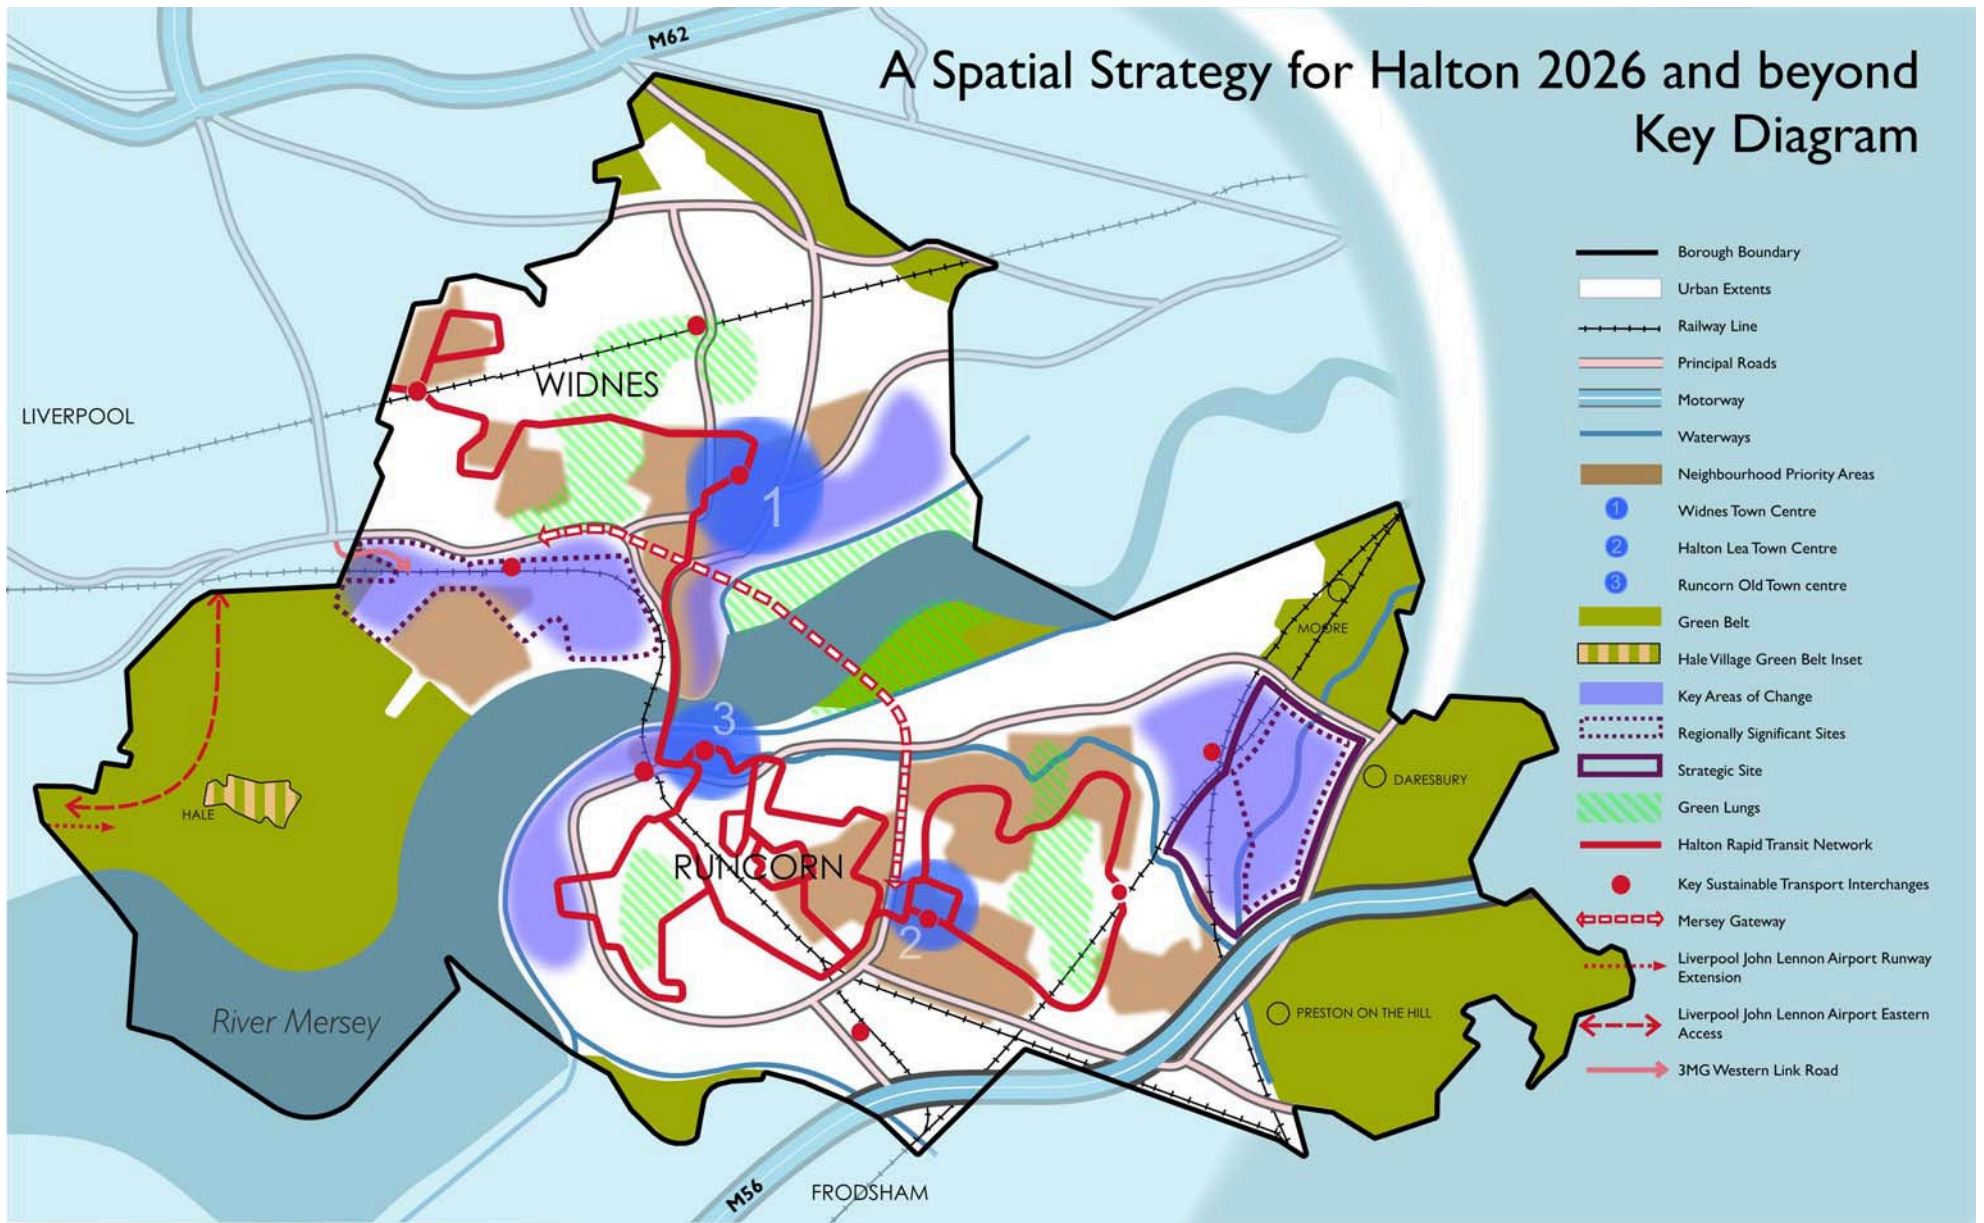 A Spatial Strategy for Halton 2026 and beyond
Key Diagram
M62
LIVERPOOL
WIDNES
1
3
RUNCORN
2
HALE
River Mersey
MOORE
DARESBURY
PRESTON ON THE HILL
M56
FRODSHAM
Borough Boundary
Urban Extents
Railway Line
Principal Roads
Motorway
Waterways
Neighbourhood Priority Areas
1 Widnes Town Centre
2 Halton Lea Town Centre
3 Runcorn Old Town centre
Green Belt
Hale Village Green Belt Inset
Key Areas of Change
Regionally Significant Sites
Strategic Site
Green Lungs
Halton Rapid Transit Network
Key Sustainable Transport Interchanges
Mersey Gateway
Liverpool John Lennon Airport Runway
Extension
Liverpool John Lennon Airport Eastern
Access
3MG Western Link Road